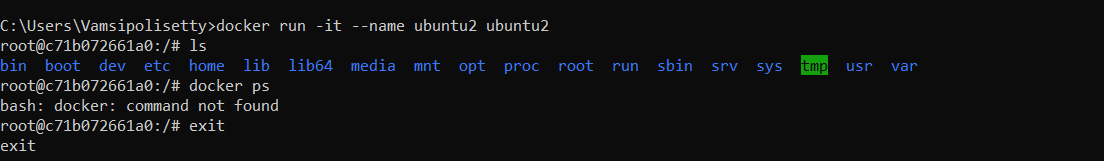 C:\Users\Vamsipolisetty>docker run -it --name ubuntu2 ubuntu2
root@c71b072661a0:/# ls
bin  boot  dev  etc  home  lib  lib64  media  mnt  opt  proc  root  run  sbin  srv  sys  tmp  usr  var
root@c71b072661a0:/# docker ps
bash: docker: command not found
root@c71b072661a0:/# exit
exit